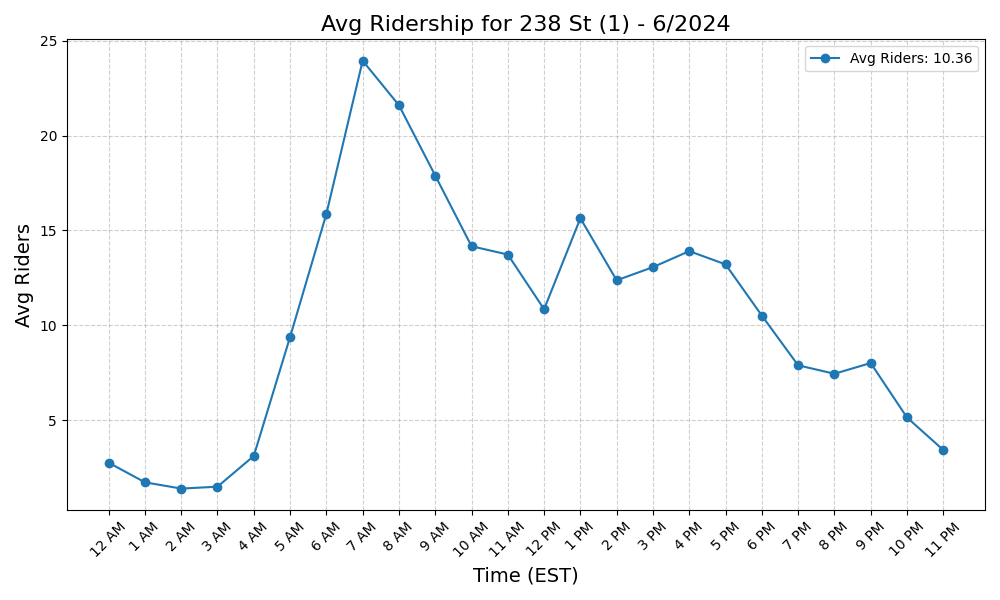 Avg Ridership for 238 St (1) - 6/2024
Avg Riders: 10.36
Avg Riders
25
20
15
10
5
12 AM
1 AM
2 AM
3 AM
4 AM
5 AM
6 AM
7 AM
8 AM
9 AM
10 AM
11 AM
12 PM
1 PM
2 PM
3 PM
4 PM
5 PM
6 PM
7 PM
8 PM
9 PM
10 PM
11 PM
Time (EST)